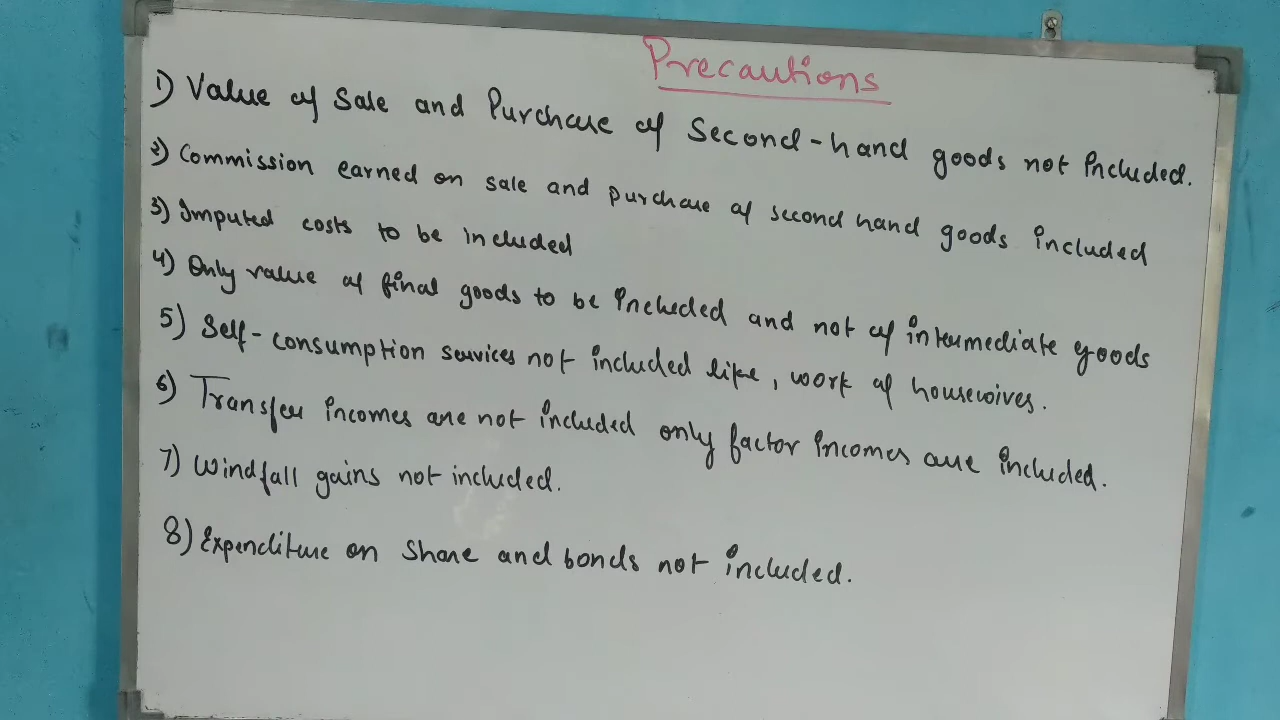 Precautions
1) Value of Sale and Purchase of Second-hand goods not included.
2) Commission earned on sale and purchase of second hand goods included
3) Imputed costs to be included
4) Only value of final goods to be included and not of intermediate goods
5) Self-consumption services not included like, work of housewives.
6) Transfer incomes are not included only factor incomes are included.
7) Windfall gains not included.
8) Expenditure on Share and bonds not included.